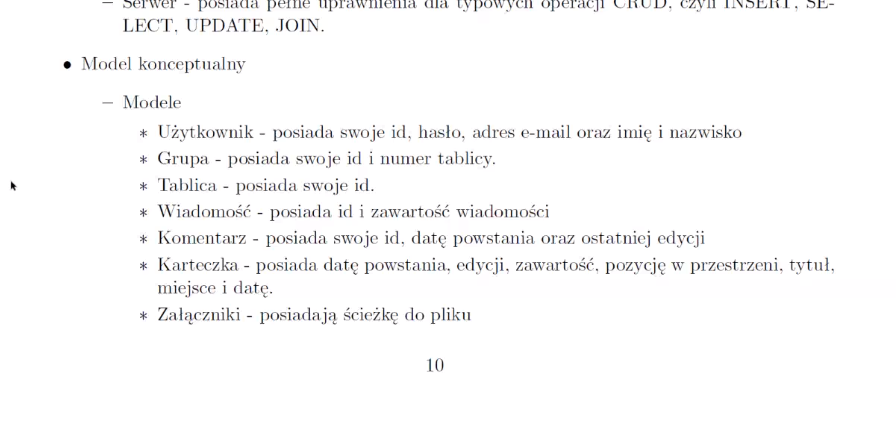 – Serwer - posiada pełne uprawnienia dla typowych operacji CRUD, czyli INSERT, SE-
LECT, UPDATE, JOIN.
• Model konceptualny
– Modele
∗ Użytkownik - posiada swoje id, hasło, adres e-mail oraz imię i nazwisko
∗ Grupa - posiada swoje id i numer tablicy.
∗ Tablica - posiada swoje id.
∗ Wiadomość - posiada id i zawartość wiadomości
∗ Komentarz - posiada swoje id, datę powstania oraz ostatniej edycji
∗ Karteczka - posiada datę powstania, edycji, zawartość, pozycję w przestrzeni, tytuł,
miejsce i datę.
∗ Załączniki - posiadają ścieżkę do pliku
10